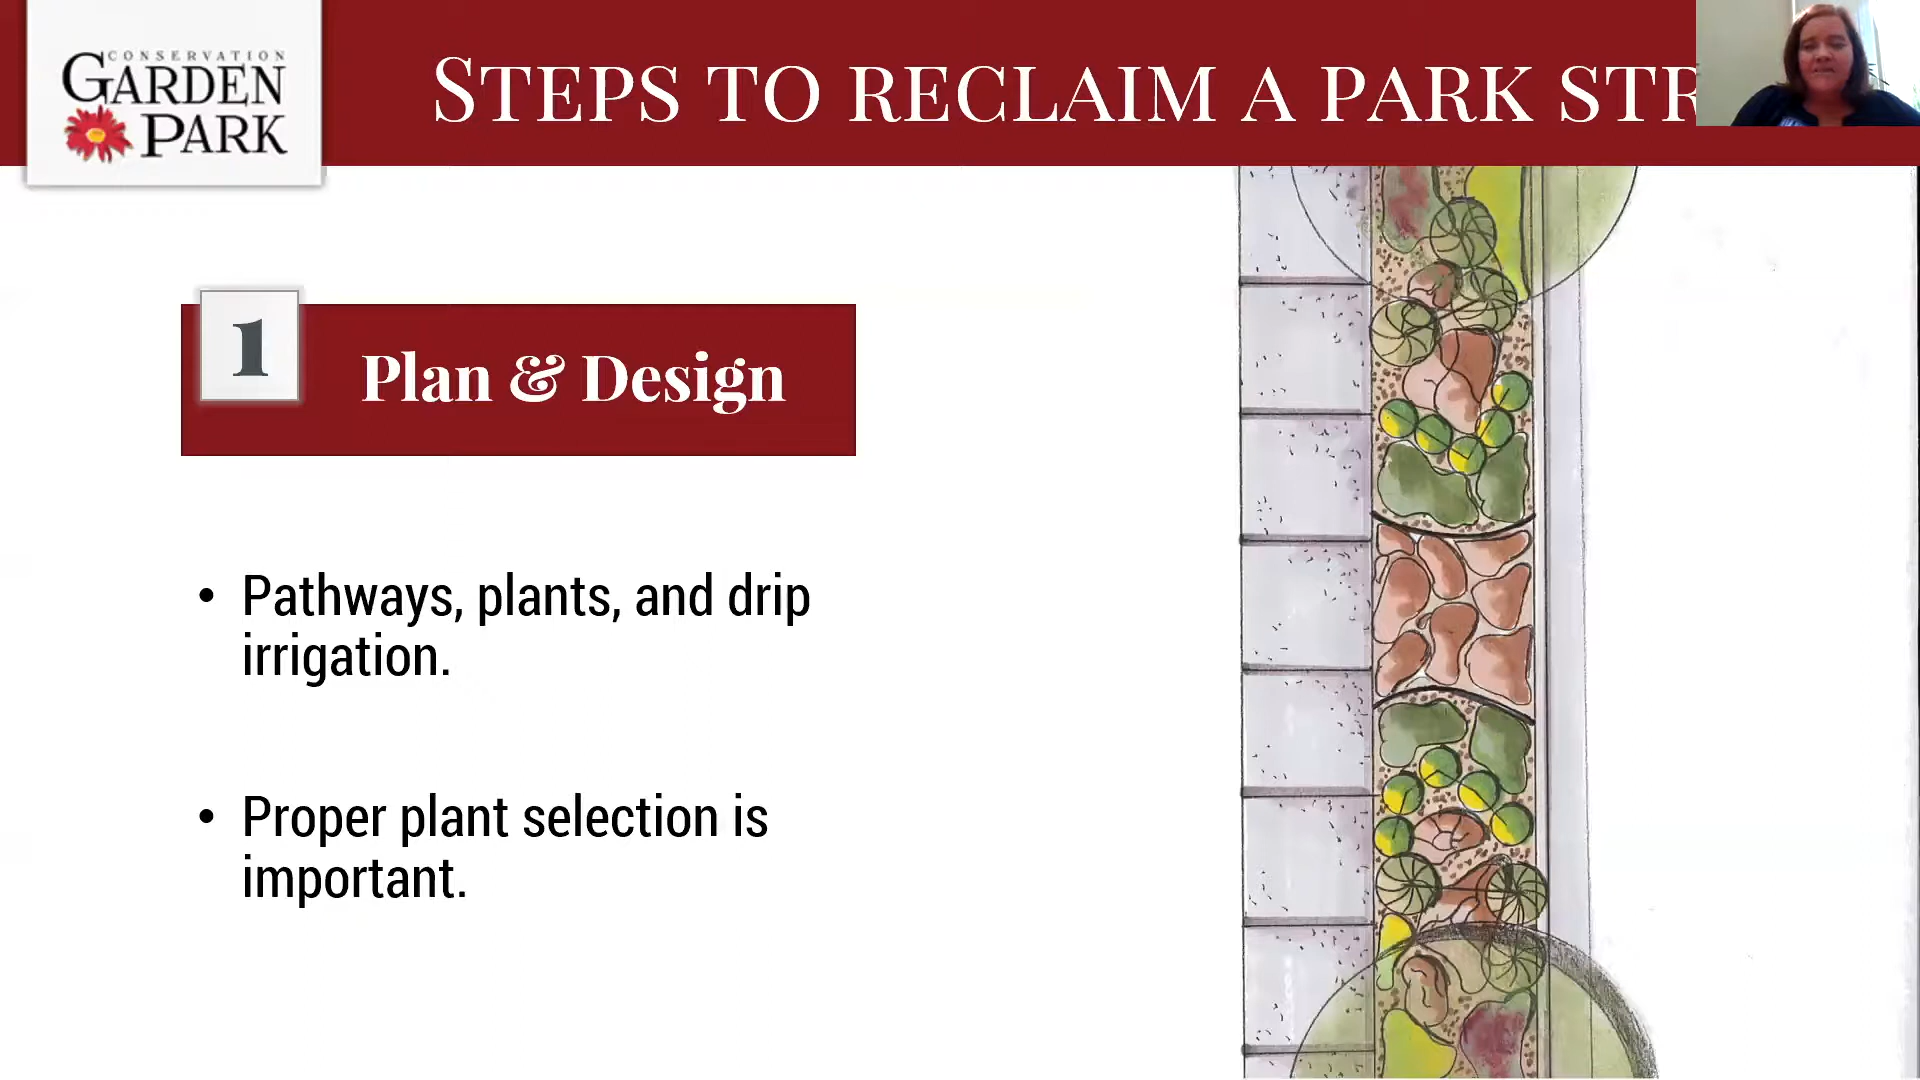 CONSERVATION
GARDEN
PARK
STEPS TO RECLAIM A PARK STR
1
Plan & Design
• Pathways, plants, and drip
irrigation.
• Proper plant selection is
important.